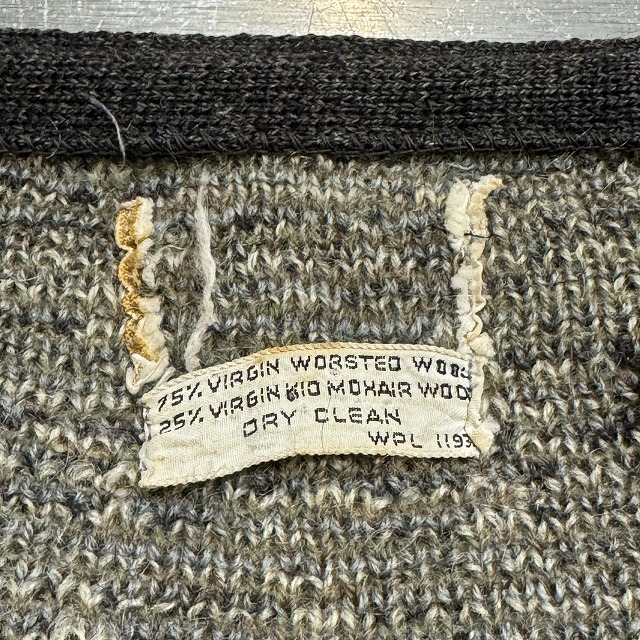 75% VIRGIN WORSTED WOOL
25% VIRGIN KID MOHAIR WOOL
DRY CLEAN
WPL 1193